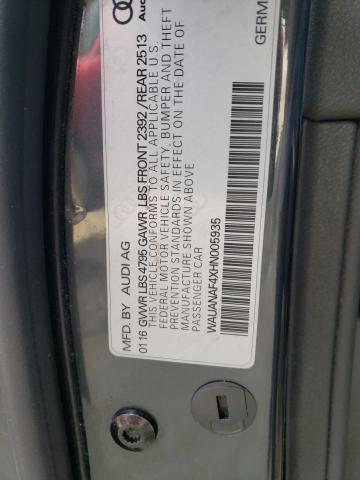 Aud
GERM
MFD. BY AUDI AG
0116 GVWR LBS 4795 GAWR LBS FRONT 2392 / REAR 2513
THIS VEHICLE CONFORMS TO ALL APPLICABLE U.S.
FEDERAL MOTOR VEHICLE SAFETY, BUMPER AND THEFT
PREVENTION STANDARDS IN EFFECT ON THE DATE OF
MANUFACTURE SHOWN ABOVE
PASSENGER CAR
WAUANAF4XHN005935